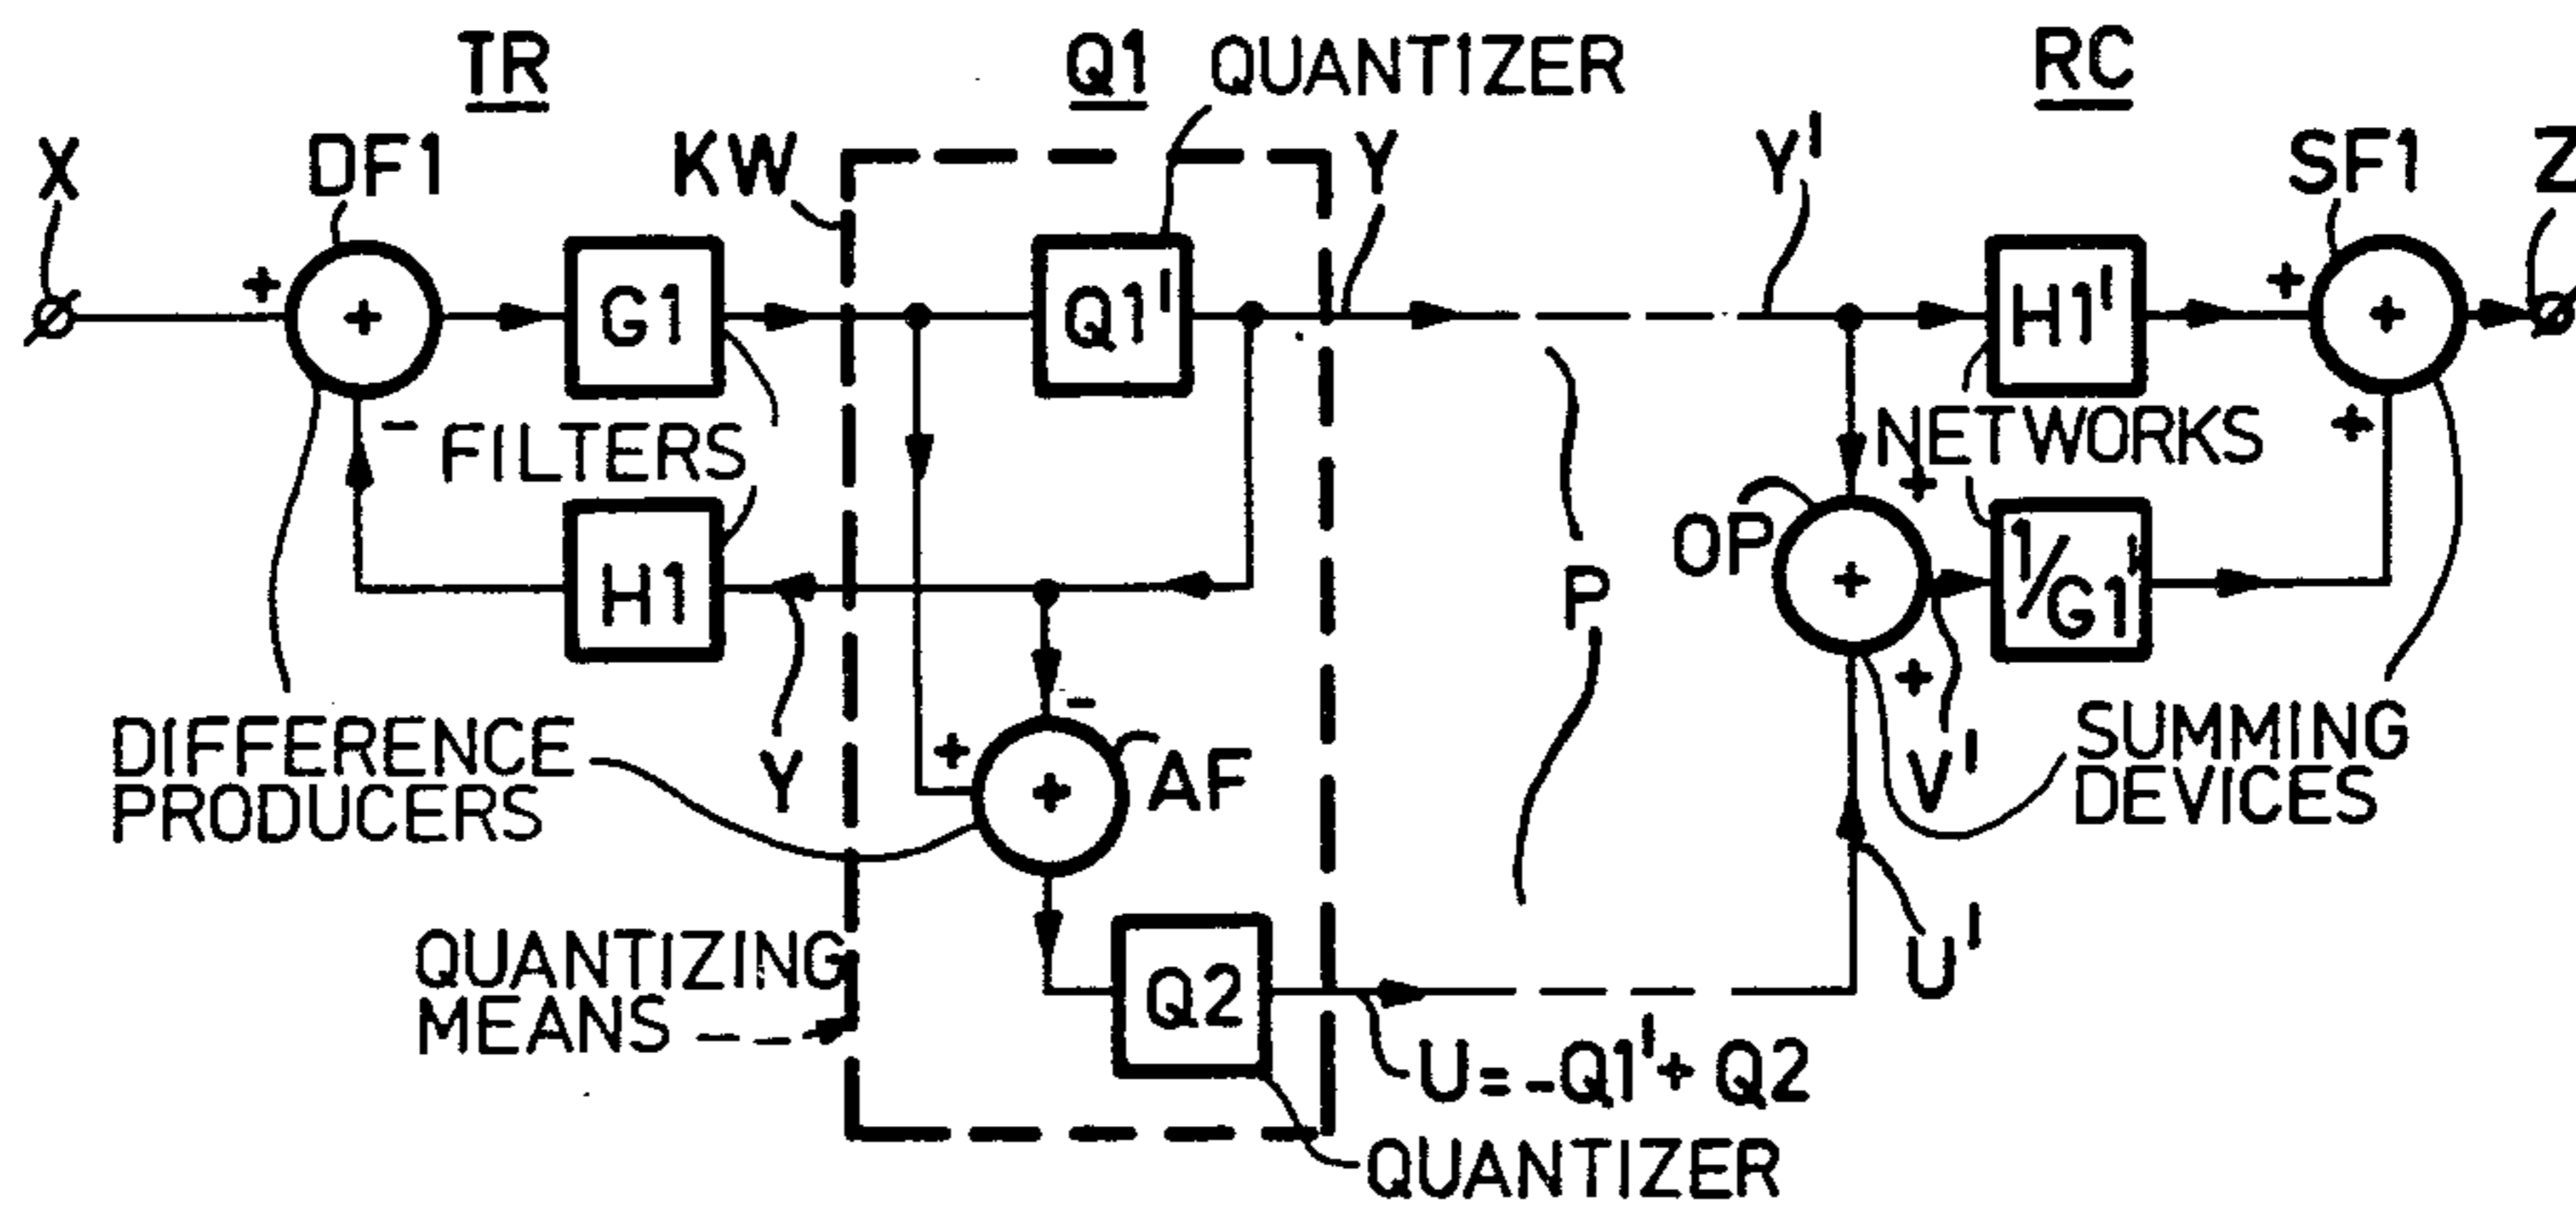 TR
Q1
QUANTIZER
RC
X
DF1
KW
Y
Y'
SF1
Z
+
+
G1
Q1'
H1'
+
+
-
FILTERS
NETWORKS
+
+
H1
P
OP
+
1/G1'
-
+
DIFFERENCE
PRODUCERS
Y
+
AF
+
V'
SUMMING
DEVICES
QUANTIZING
MEANS
Q2
U'
U=-Q1'+Q2
QUANTIZER